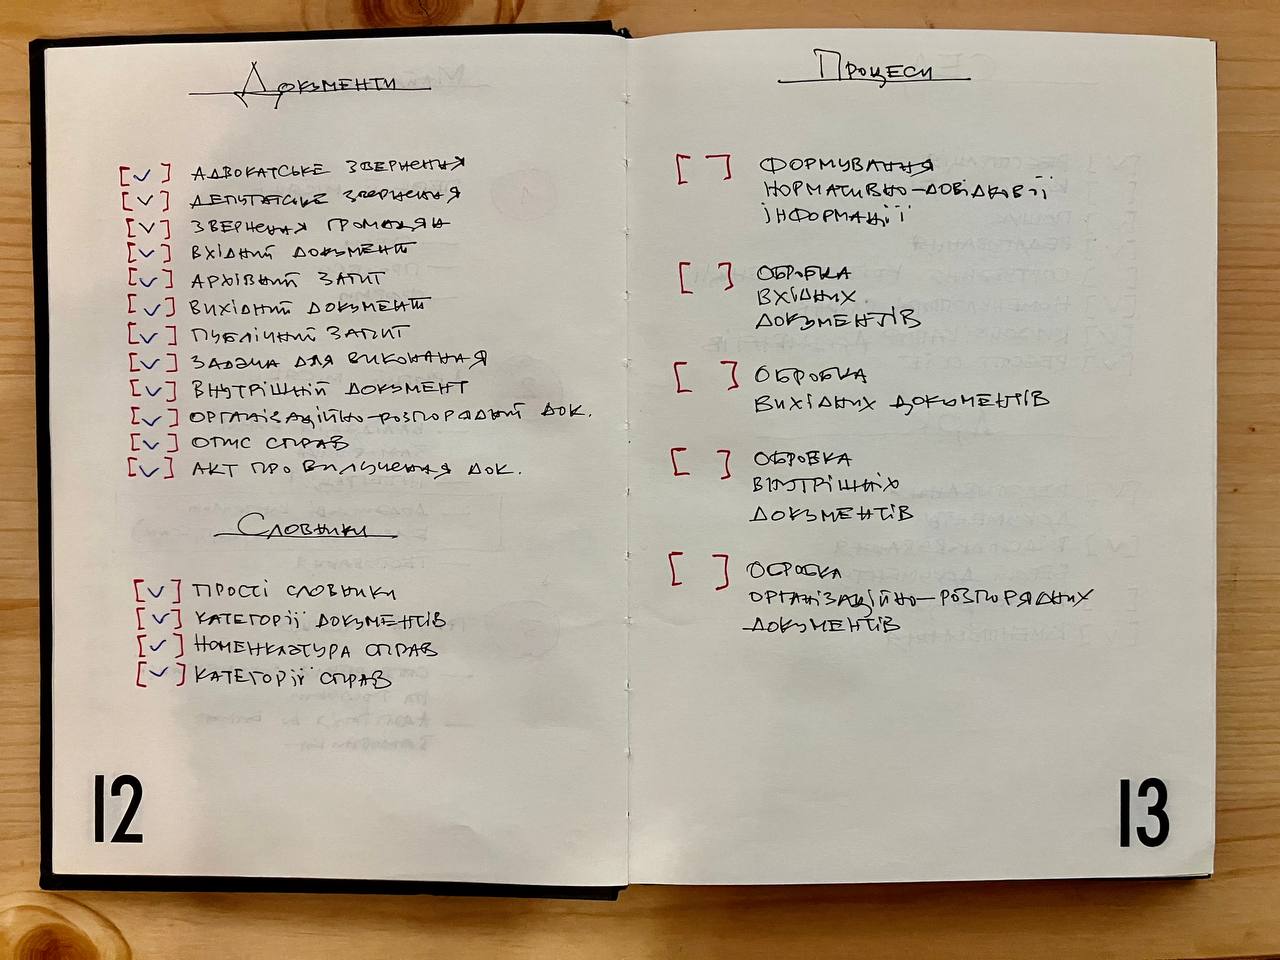 Документи
[✓] Адвокатське звернення
[✓] Депутатське звернення
[✓] Звернення громадян
[✓] Вхідний документ
[✓] Архівний запит
[✓] Вихідний документ
[✓] Публічний запит
[✓] Задача для виконання
[✓] Внутрішній документ
[✓] Організаційно-розпорядний док.
[✓] Опис справ
[✓] Акт про вилучення док.
Словники
[✓] Прості словники
[✓] Категорії документів
[✓] Номенклатура справ
[✓] Категорії справ
12
Процеси
[ ] Формування
нормативно-довідкової
інформації
[ ] Обробка
вхідних
документів
[ ] Обробка
вихідних документів
[ ] Обробка
внутрішніх
документів
[ ] Обробка
організаційно-розпорядних
документів
13